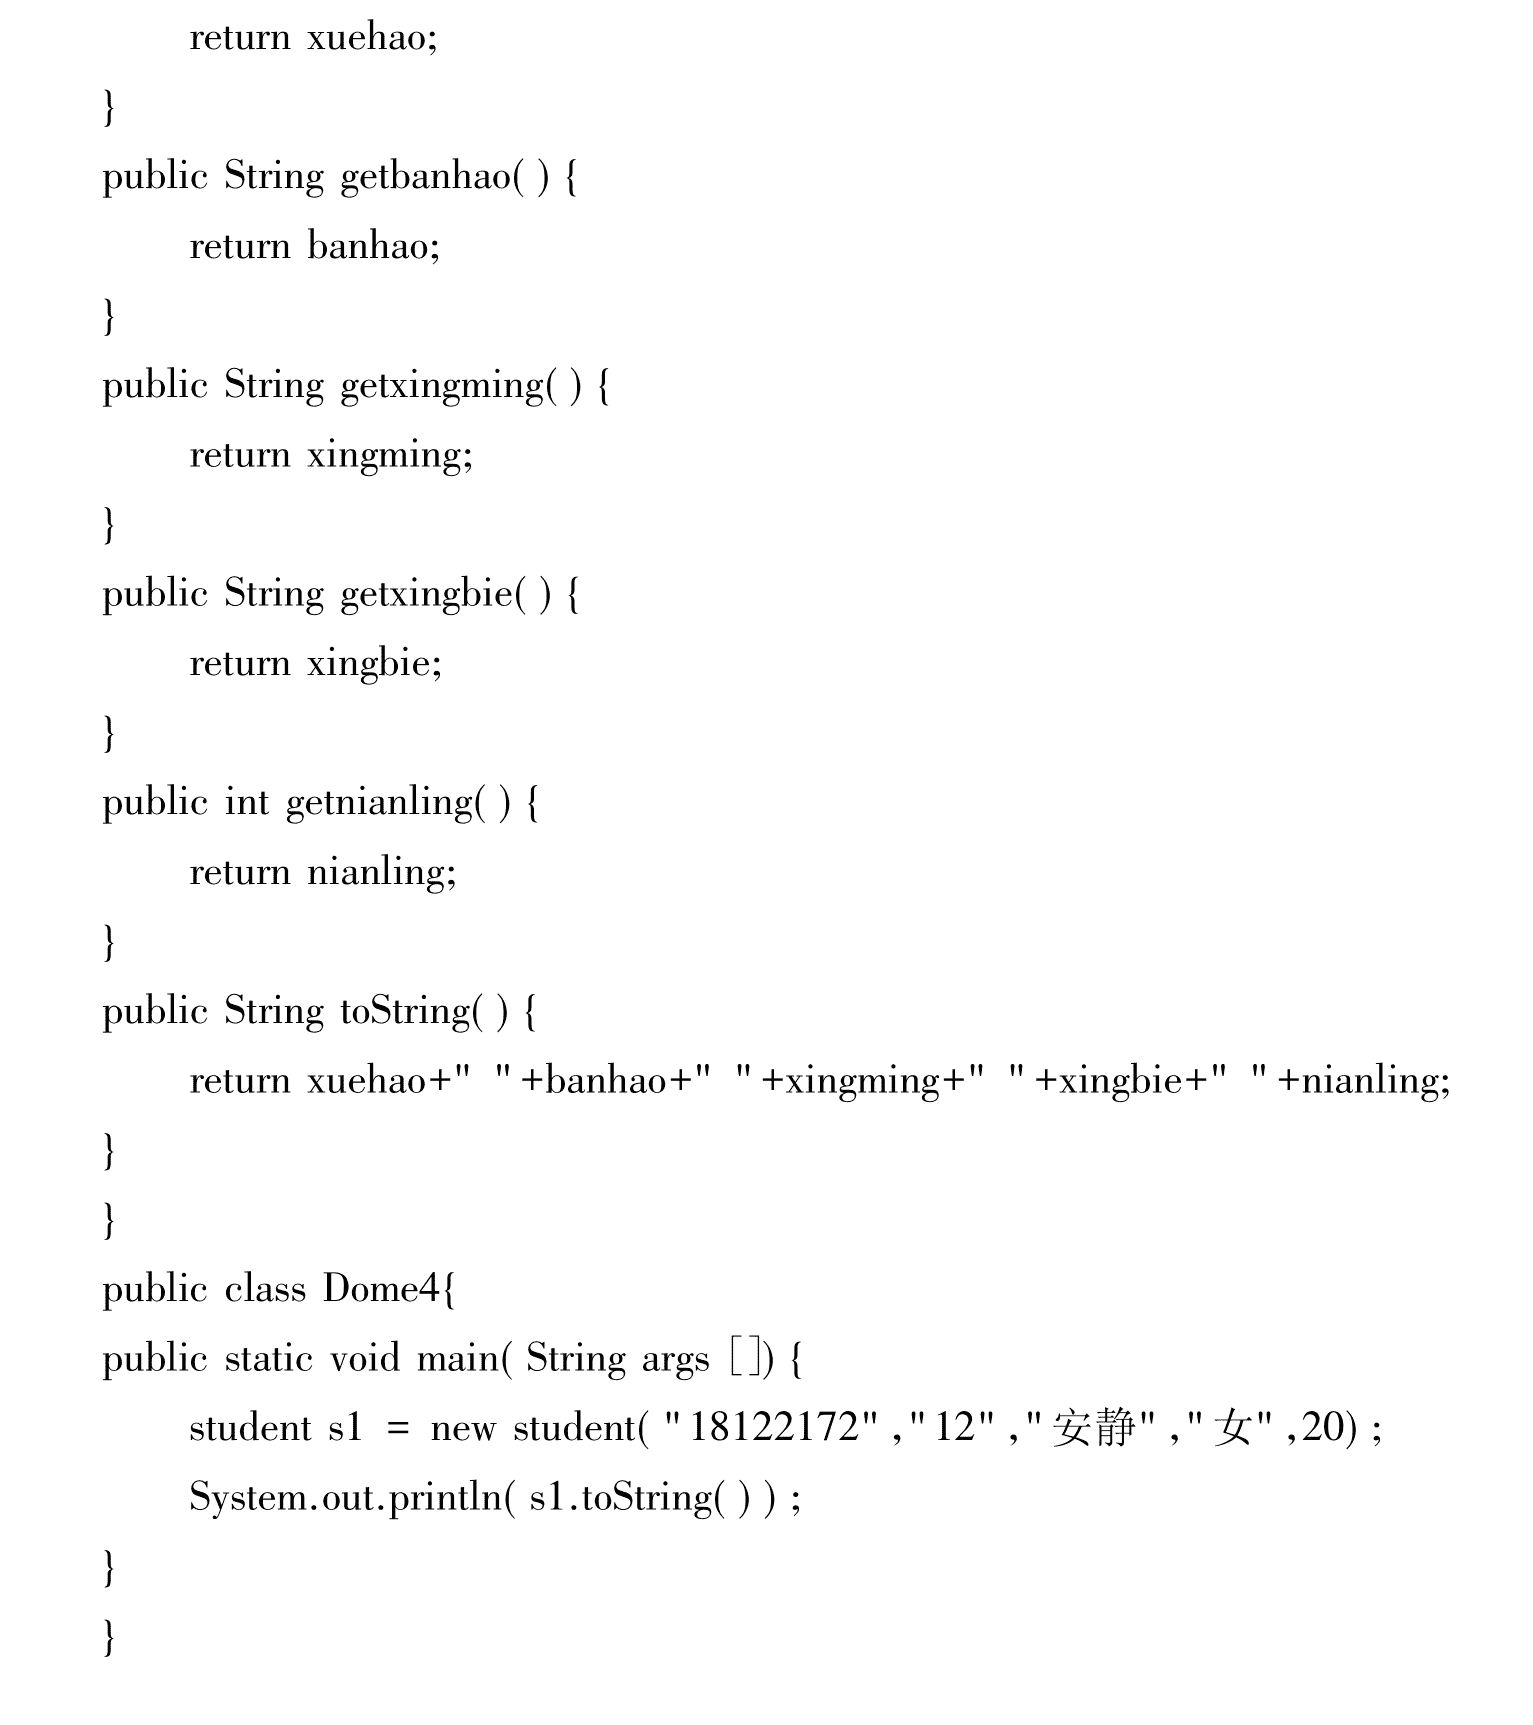 return xuehao;
}
public String getbanhao( ) {
return banhao;
}
public String getxingming( ) {
return xingming;
}
public String getxingbie( ) {
return xingbie;
}
public int getnianling( ) {
return nianling;
}
public String toString( ) {
return xuehao+" "+banhao+" "+xingming+" "+xingbie+" "+nianling;
}
}
public class Dome4{
public static void main( String args []) {
student s1 = new student( "18122172" ,"12" ,"安静" ,"女" ,20) ;
System.out.println( s1.toString( ) ) ;
}
}